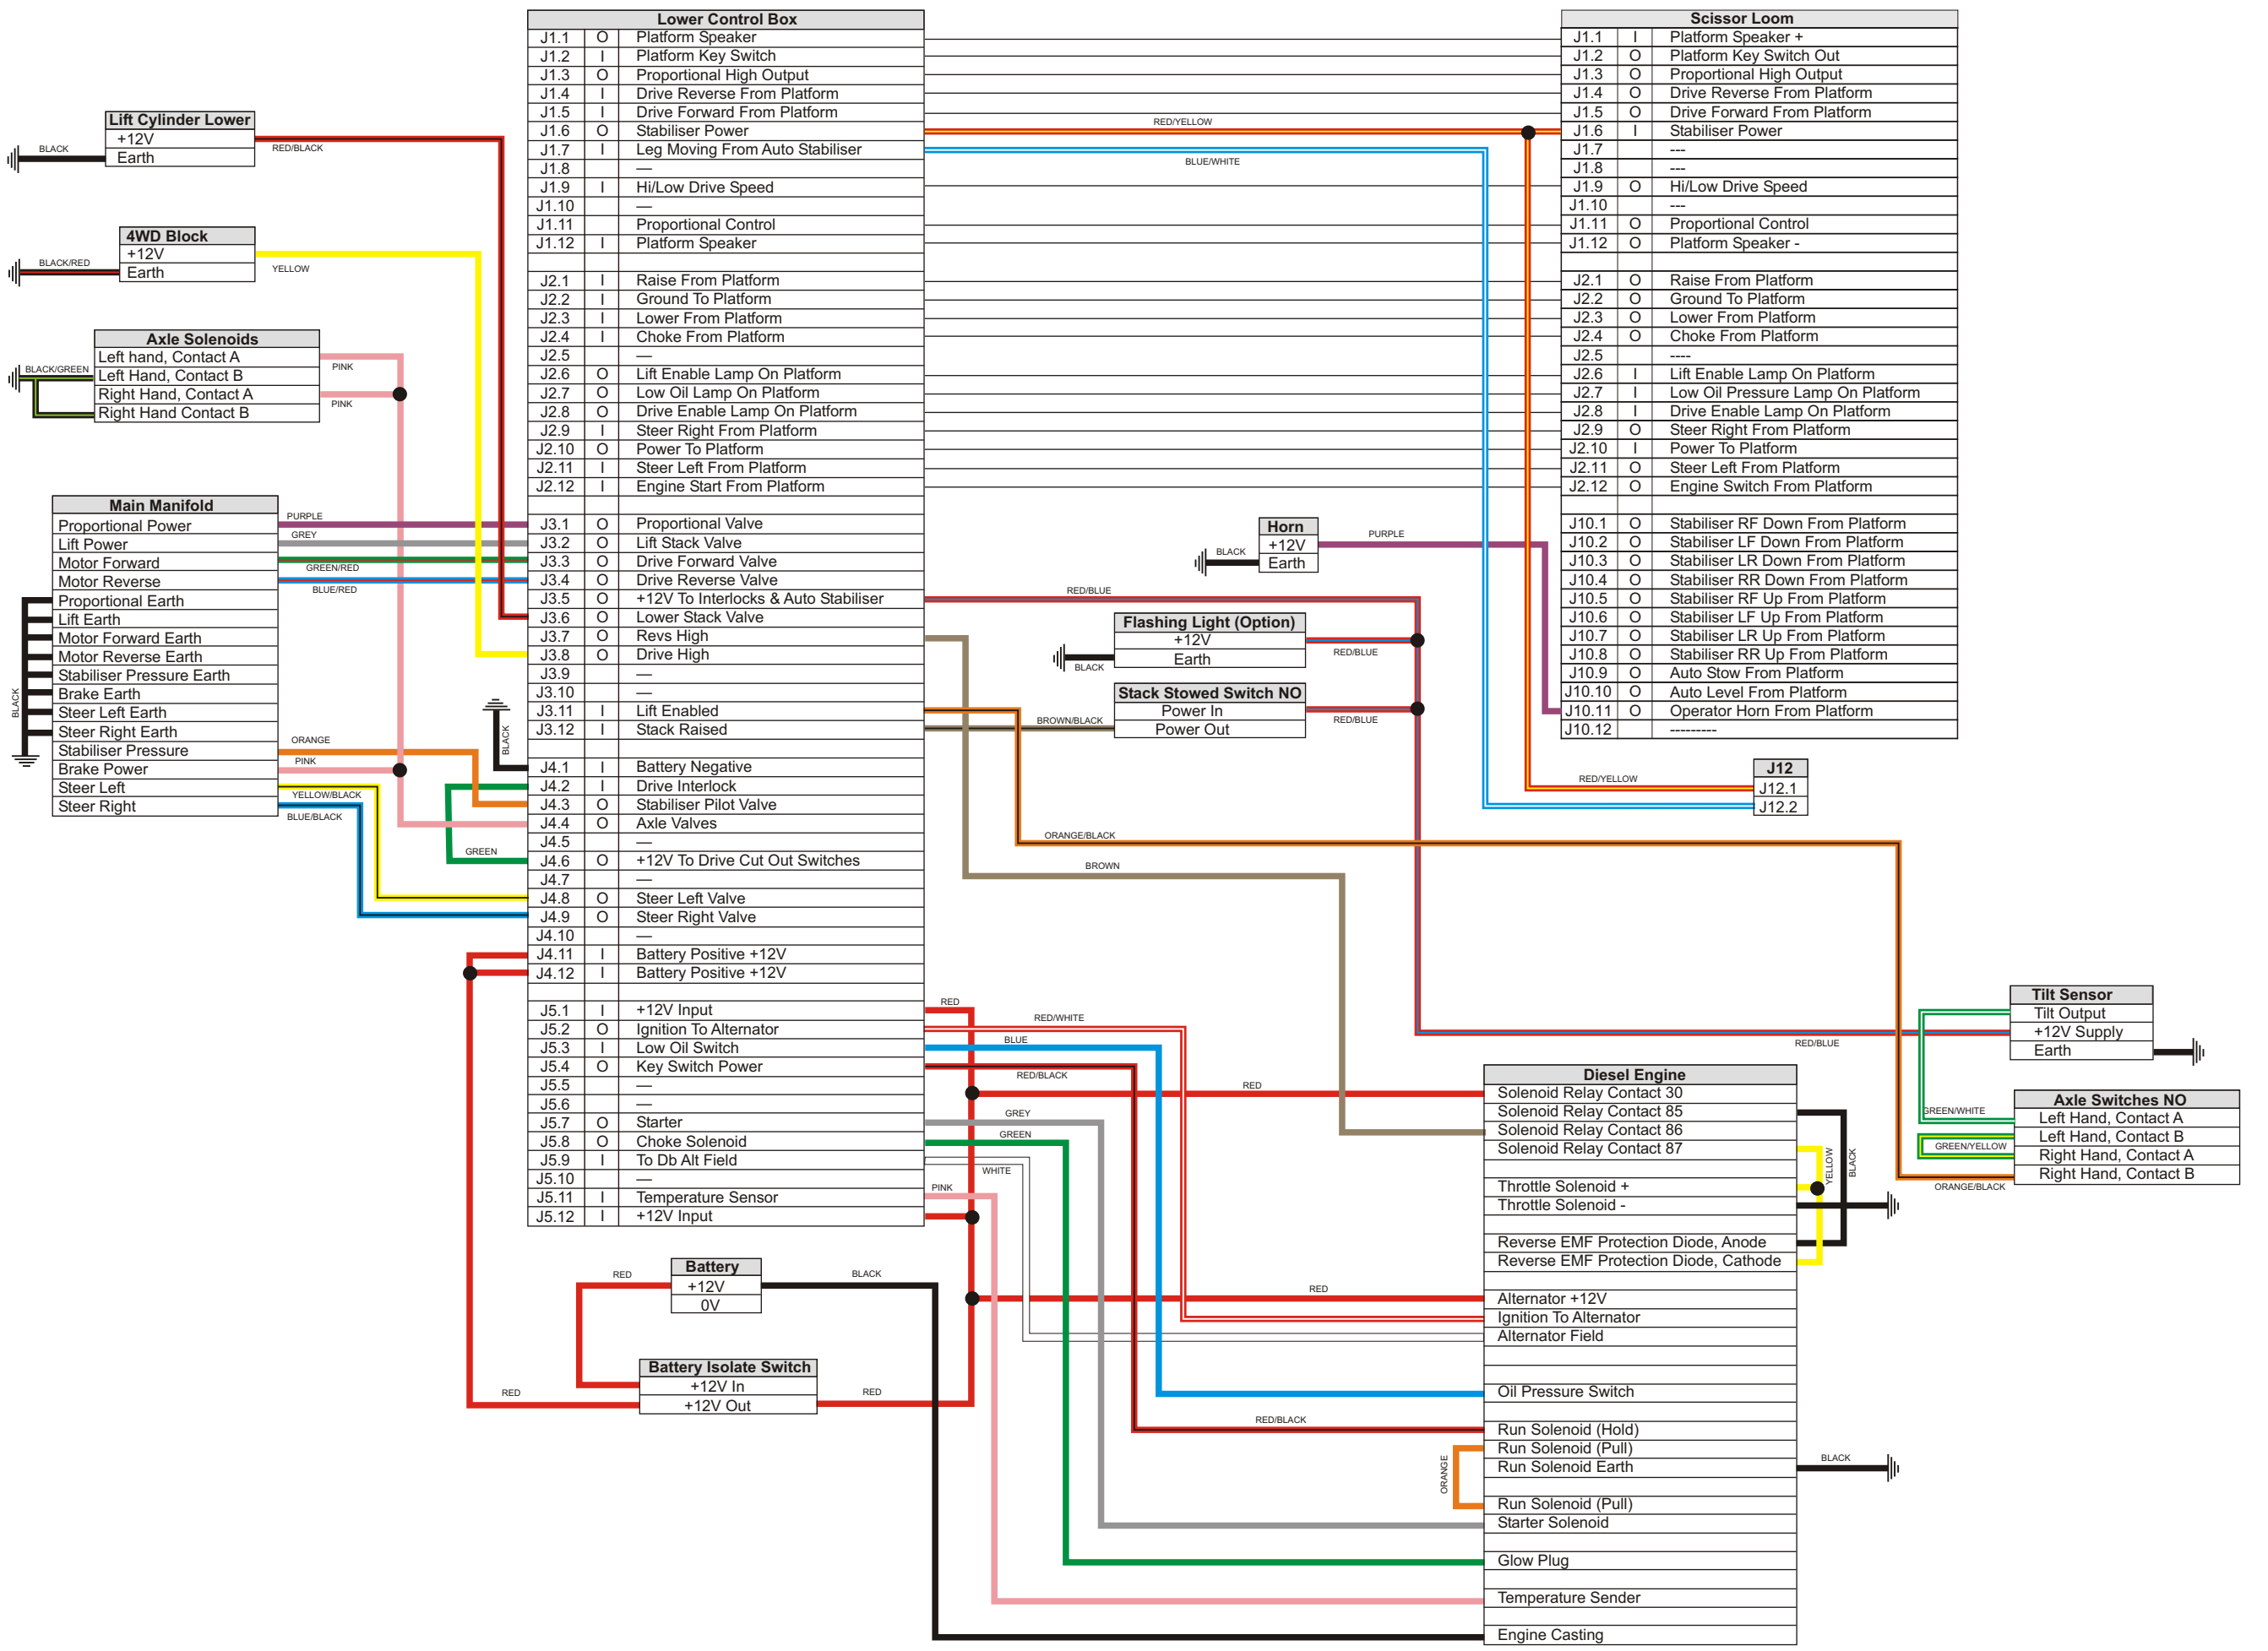 Lower Control Box
J1.1 O Platform Speaker
J1.2 I Platform Key Switch
J1.3 O Proportional High Output
J1.4 I Drive Reverse From Platform
J1.5 I Drive Forward From Platform
J1.6 O Stabiliser Power
J1.7 I Leg Moving From Auto Stabiliser
J1.8 —
J1.9 I Hi/Low Drive Speed
J1.10 —
J1.11 Proportional Control
J1.12 I Platform Speaker
J2.1 I Raise From Platform
J2.2 I Ground To Platform
J2.3 I Lower From Platform
J2.4 I Choke From Platform
J2.5 —
J2.6 O Lift Enable Lamp On Platform
J2.7 O Low Oil Lamp On Platform
J2.8 O Drive Enable Lamp On Platform
J2.9 I Steer Right From Platform
J2.10 O Power To Platform
J2.11 I Steer Left From Platform
J2.12 I Engine Start From Platform
J3.1 O Proportional Valve
J3.2 O Lift Stack Valve
J3.3 O Drive Forward Valve
J3.4 O Drive Reverse Valve
J3.5 O +12V To Interlocks & Auto Stabiliser
J3.6 O Lower Stack Valve
J3.7 O Revs High
J3.8 O Drive High
J3.9 —
J3.10 —
J3.11 I Lift Enabled
J3.12 I Stack Raised
J4.1 I Battery Negative
J4.2 I Drive Interlock
J4.3 O Stabiliser Pilot Valve
J4.4 O Axle Valves
J4.5 —
J4.6 O +12V To Drive Cut Out Switches
J4.7 —
J4.8 O Steer Left Valve
J4.9 O Steer Right Valve
J4.10 —
J4.11 I Battery Positive +12V
J4.12 I Battery Positive +12V
J5.1 I +12V Input
J5.2 O Ignition To Alternator
J5.3 I Low Oil Switch
J5.4 O Key Switch Power
J5.5 —
J5.6 —
J5.7 O Starter
J5.8 O Choke Solenoid
J5.9 I To Db Alt Field
J5.10 —
J5.11 I Temperature Sensor
J5.12 I +12V Input
Scissor Loom
J1.1 I Platform Speaker +
J1.2 O Platform Key Switch Out
J1.3 O Proportional High Output
J1.4 O Drive Reverse From Platform
J1.5 O Drive Forward From Platform
J1.6 I Stabiliser Power
J1.7 ---
J1.8 ---
J1.9 O Hi/Low Drive Speed
J1.10 ---
J1.11 O Proportional Control
J1.12 O Platform Speaker -
J2.1 O Raise From Platform
J2.2 O Ground To Platform
J2.3 O Lower From Platform
J2.4 O Choke From Platform
J2.5 ----
J2.6 I Lift Enable Lamp On Platform
J2.7 I Low Oil Pressure Lamp On Platform
J2.8 I Drive Enable Lamp On Platform
J2.9 O Steer Right From Platform
J2.10 I Power To Platform
J2.11 O Steer Left From Platform
J2.12 O Engine Switch From Platform
J10.1 O Stabiliser RF Down From Platform
J10.2 O Stabiliser LF Down From Platform
J10.3 O Stabiliser LR Down From Platform
J10.4 O Stabiliser RR Down From Platform
J10.5 O Stabiliser RF Up From Platform
J10.6 O Stabiliser LF Up From Platform
J10.7 O Stabiliser LR Up From Platform
J10.8 O Stabiliser RR Up From Platform
J10.9 O Auto Stow From Platform
J10.10 O Auto Level From Platform
J10.11 O Operator Horn From Platform
J10.12 ---------
Lift Cylinder Lower
+12V
Earth
BLACK
RED/BLACK
4WD Block
+12V
Earth
BLACK/RED
YELLOW
Axle Solenoids
Left hand, Contact A
Left Hand, Contact B
Right Hand, Contact A
Right Hand Contact B
BLACK/GREEN
PINK
PINK
Main Manifold
Proportional Power
Lift Power
Motor Forward
Motor Reverse
Proportional Earth
Lift Earth
Motor Forward Earth
Motor Reverse Earth
Stabiliser Pressure Earth
Brake Earth
Steer Left Earth
Steer Right Earth
Stabiliser Pressure
Brake Power
Steer Left
Steer Right
BLACK
PURPLE
GREY
GREEN/RED
BLUE/RED
ORANGE
PINK
YELLOW/BLACK
BLUE/BLACK
BLACK
GREEN
RED/YELLOW
BLUE/WHITE
Horn
+12V
Earth
BLACK
PURPLE
RED/BLUE
Flashing Light (Option)
+12V
Earth
BLACK
RED/BLUE
Stack Stowed Switch NO
Power In
Power Out
BROWN/BLACK
RED/BLUE
J12
J12.1
J12.2
RED/YELLOW
ORANGE/BLACK
BROWN
Tilt Sensor
Tilt Output
+12V Supply
Earth
RED/BLUE
Axle Switches NO
Left Hand, Contact A
Left Hand, Contact B
Right Hand, Contact A
Right Hand, Contact B
GREEN/WHITE
GREEN/YELLOW
ORANGE/BLACK
RED
RED/WHITE
BLUE
RED/BLACK
RED
GREY
GREEN
WHITE
PINK
Diesel Engine
Solenoid Relay Contact 30
Solenoid Relay Contact 85
Solenoid Relay Contact 86
Solenoid Relay Contact 87
Throttle Solenoid +
Throttle Solenoid -
Reverse EMF Protection Diode, Anode
Reverse EMF Protection Diode, Cathode
Alternator +12V
Ignition To Alternator
Alternator Field
Oil Pressure Switch
Run Solenoid (Hold)
Run Solenoid (Pull)
Run Solenoid Earth
Run Solenoid (Pull)
Starter Solenoid
Glow Plug
Temperature Sender
Engine Casting
YELLOW
BLACK
RED
RED/BLACK
ORANGE
BLACK
Battery
+12V
0V
RED
BLACK
Battery Isolate Switch
+12V In
+12V Out
RED
RED